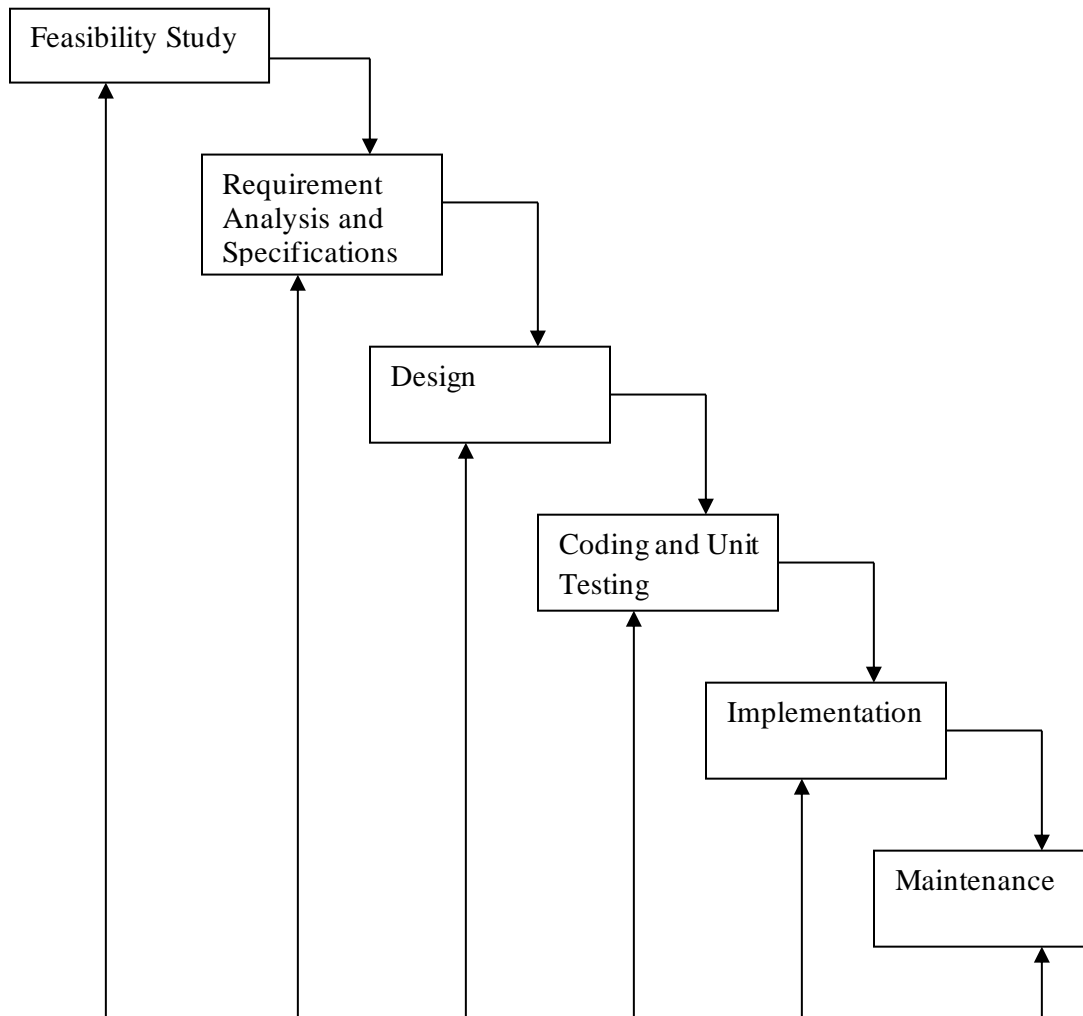 Feasibility Study
Requirement
Analysis and
Specifications
Design
Coding and Unit
Testing
Implementation
Maintenance